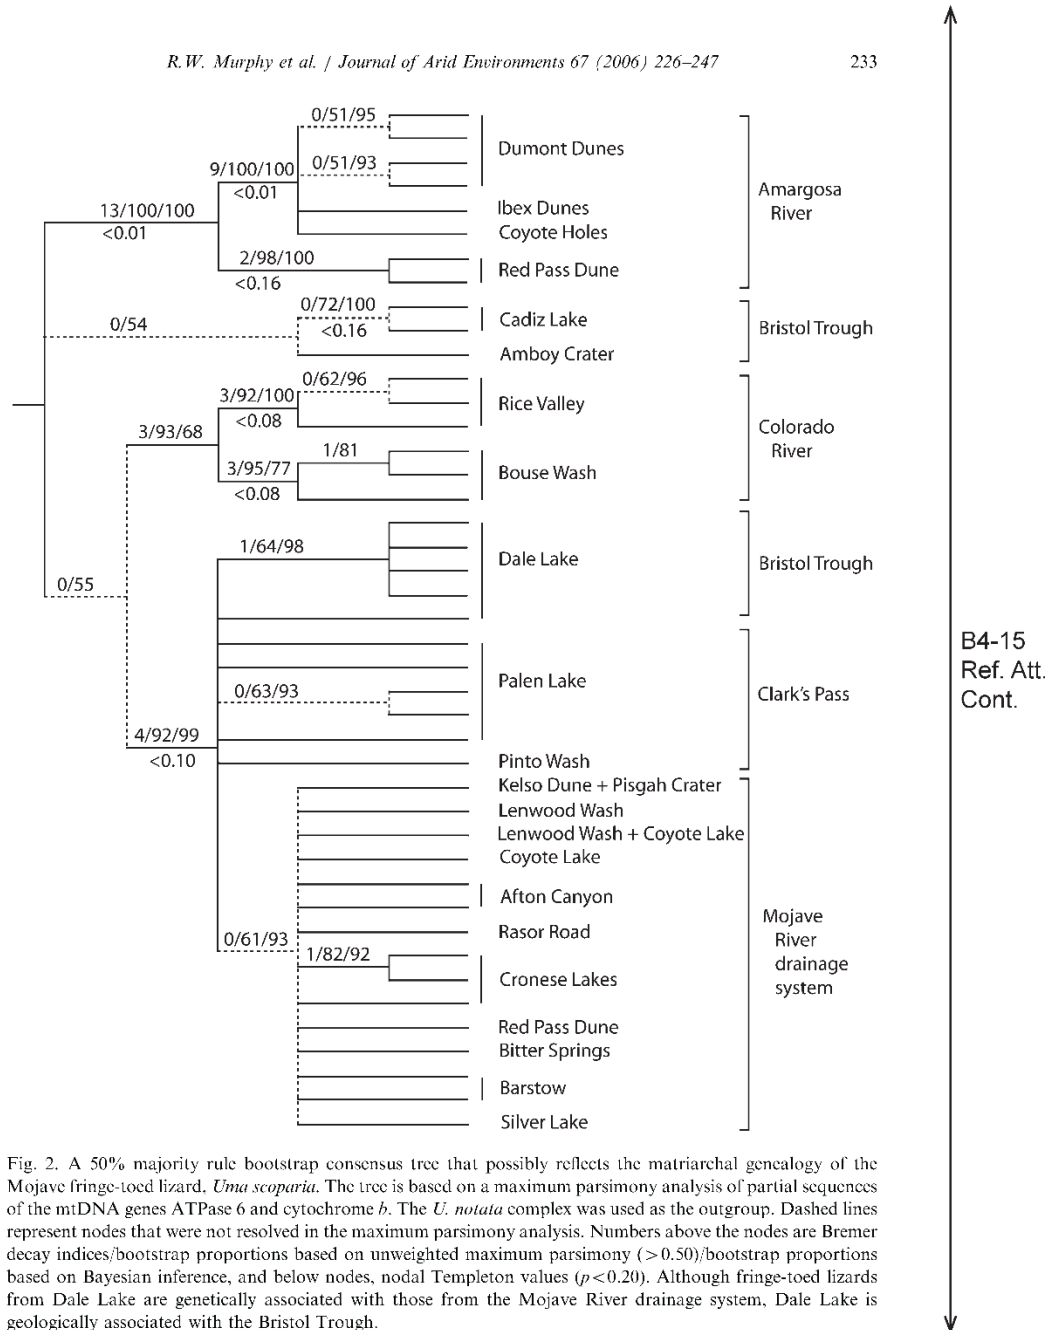 R.W. Murphy et al. / Journal of Arid Environments 67 (2006) 226–247 233
0/51/95
Dumont Dunes
9/100/100
0/51/93
<0.01
Amargosa
River
13/100/100
<0.01
Ibex Dunes
Coyote Holes
2/98/100
<0.16
Red Pass Dune
0/72/100
<0.16
Cadiz Lake
0/54
Bristol Trough
Amboy Crater
0/62/96
3/92/100
<0.08
Rice Valley
3/93/68
Colorado
River
1/81
3/95/77
<0.08
Bouse Wash
1/64/98
Dale Lake
Bristol Trough
0/55
B4-15
Ref. Att.
Cont.
0/63/93
Palen Lake
Clark's Pass
4/92/99
<0.10
Pinto Wash
Kelso Dune + Pisgah Crater
Lenwood Wash
Lenwood Wash + Coyote Lake
Coyote Lake
Afton Canyon
Mojave
River
drainage
system
Rasor Road
0/61/93
1/82/92
Cronese Lakes
Red Pass Dune
Bitter Springs
Barstow
Silver Lake
Fig. 2. A 50% majority rule bootstrap consensus tree that possibly reflects the matriarchal genealogy of the
Mojave fringe-toed lizard, Uma scoparia. The tree is based on a maximum parsimony analysis of partial sequences
of the mtDNA genes ATPase 6 and cytochrome b. The U. notata complex was used as the outgroup. Dashed lines
represent nodes that were not resolved in the maximum parsimony analysis. Numbers above the nodes are Bremer
decay indices/bootstrap proportions based on unweighted maximum parsimony (>0.50)/bootstrap proportions
based on Bayesian inference, and below nodes, nodal Templeton values (p<0.20). Although fringe-toed lizards
from Dale Lake are genetically associated with those from the Mojave River drainage system, Dale Lake is
geologically associated with the Bristol Trough.